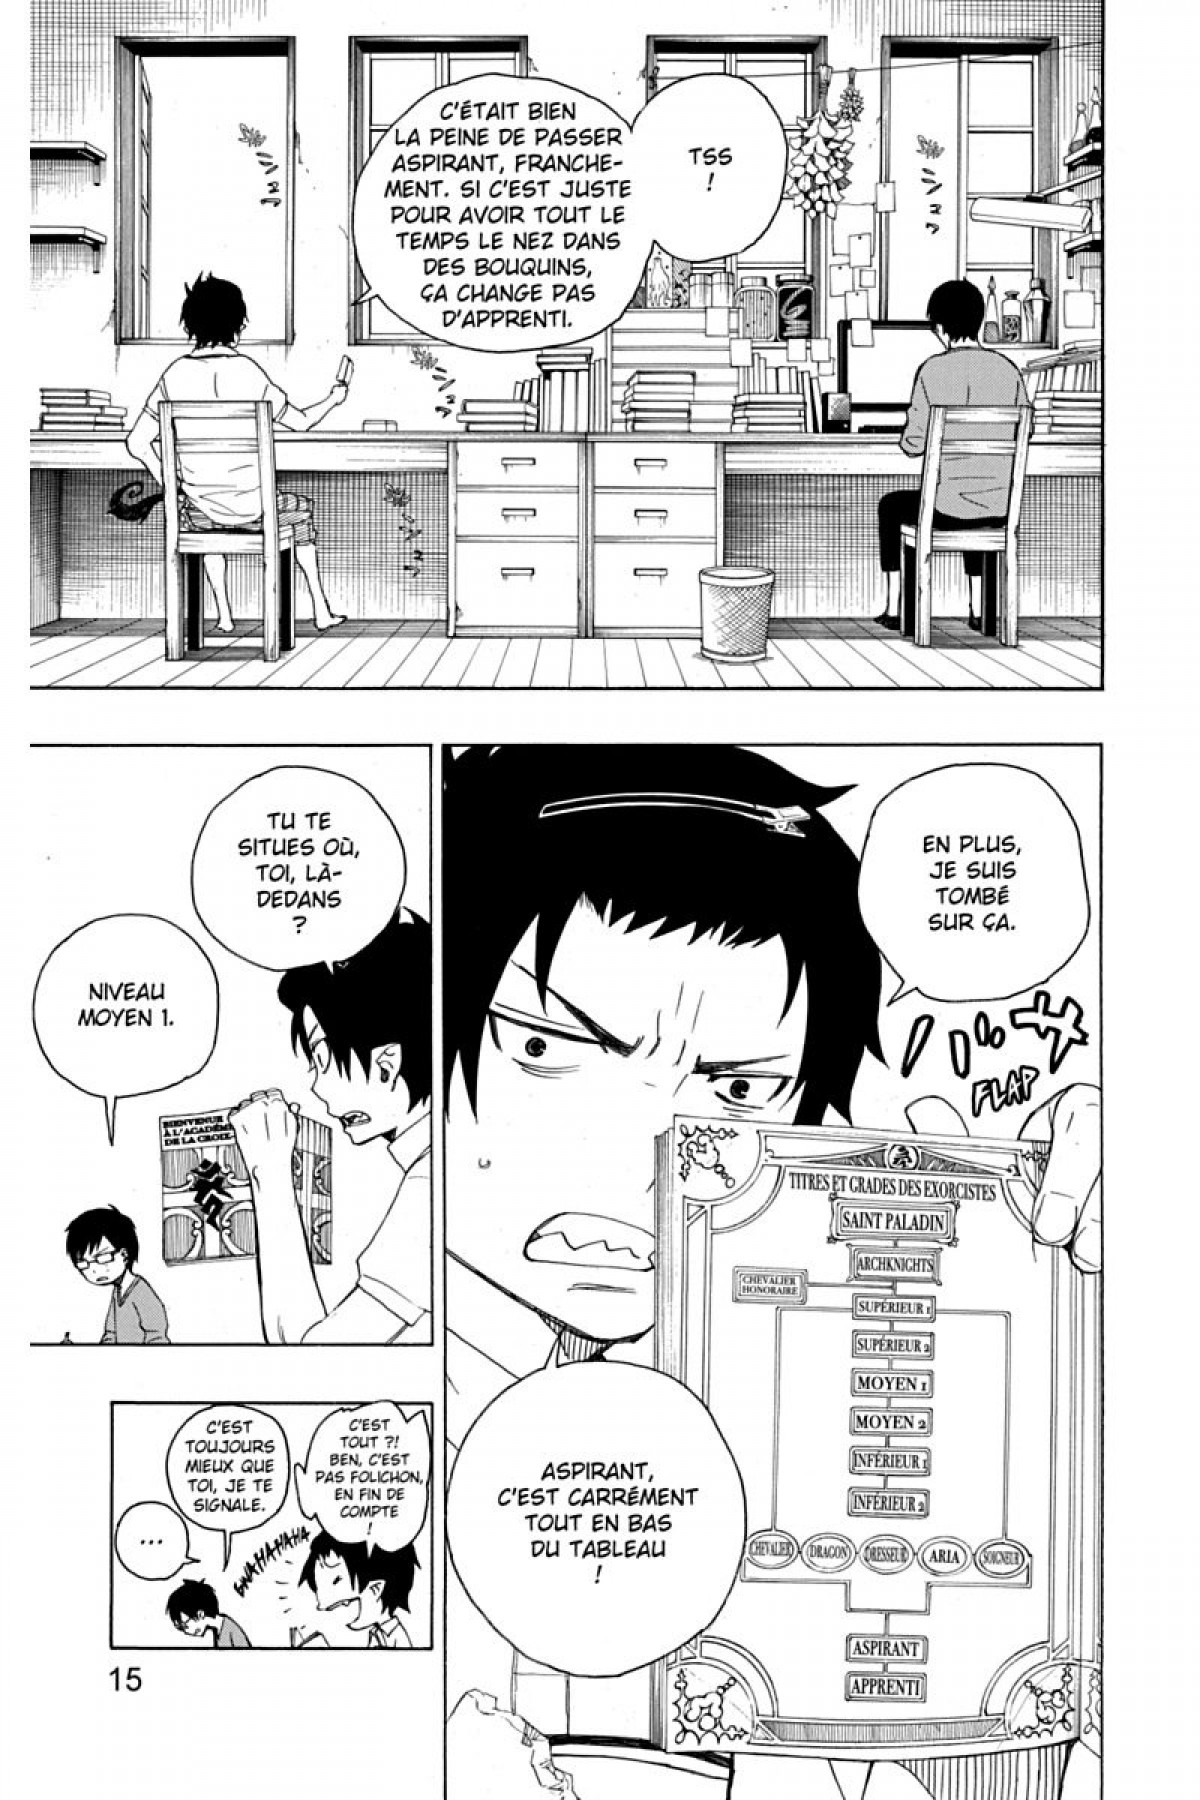 TSS
!
C'ÉTAIT BIEN
LA PEINE DE PASSER
ASPIRANT, FRANCHE-
MENT. SI C'EST JUSTE
POUR AVOIR TOUT LE
TEMPS LE NEZ DANS
DES BOUQUINS,
ÇA CHANGE PAS
D'APPRENTI.
EN PLUS,
JE SUIS
TOMBÉ
SUR ÇA.
FLAP
TITRES ET GRADES DES EXORCISTES
SAINT PALADIN
ARCHKNIGHTS
CHEVALIER
HONORAIRE
SUPÉRIEUR 1
SUPÉRIEUR 2
MOYEN 1
MOYEN 2
INFÉRIEUR 1
INFÉRIEUR 2
CHEVALIER DRAGON DRESSEUR ARIA SOIGNEUR
ASPIRANT
APPRENTI
ASPIRANT,
C'EST CARRÉMENT
TOUT EN BAS
DU TABLEAU
!
TU TE
SITUES OÙ,
TOI, LÀ-
DEDANS
?
NIVEAU
MOYEN 1.
BIENVENUE
À L'ACADÉM
DE LA CROIX-
C'EST
TOUT ?!
BEN, C'EST
PAS FOLICHON,
EN FIN DE
COMPTE
!
GWAHAHAHA
C'EST
TOUJOURS
MIEUX QUE
TOI, JE TE
SIGNALE.
...
15